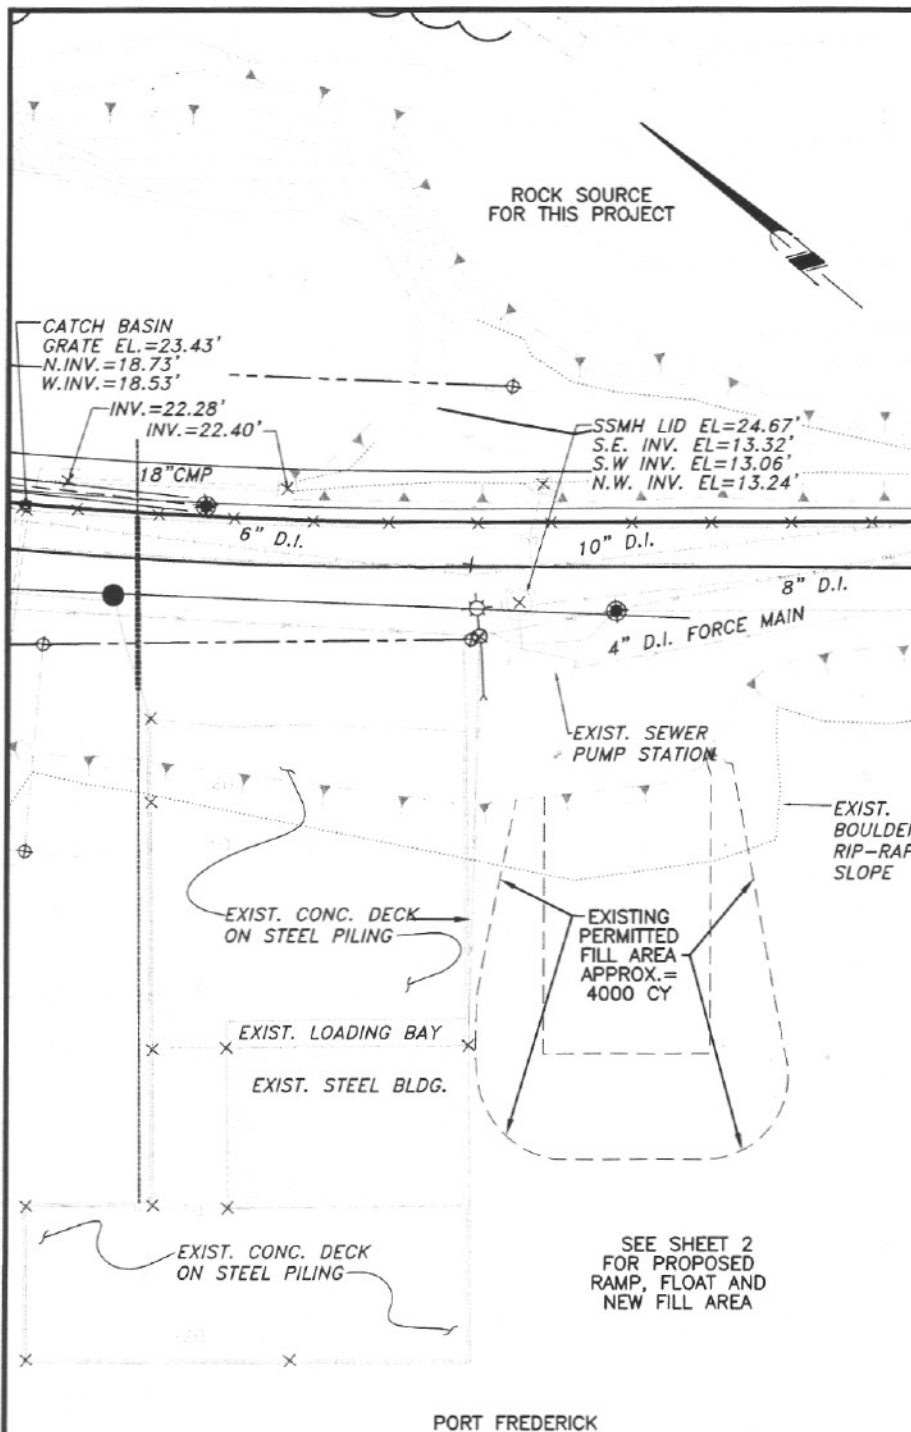 ROCK SOURCE
FOR THIS PROJECT
CATCH BASIN
GRATE EL.=23.43'
N.INV.=18.73'
W.INV.=18.53'
INV.=22.28'
INV.=22.40'
SSMH LID EL=24.67'
S.E. INV. EL=13.32'
S.W INV. EL=13.06'
N.W. INV. EL=13.24'
18"CMP
6" D.I.
10" D.I.
8" D.I.
4" D.I. FORCE MAIN
EXIST. SEWER
PUMP STATION
EXIST.
BOULDER
RIP-RAP
SLOPE
EXIST. CONC. DECK
ON STEEL PILING
EXISTING
PERMITTED
FILL AREA
APPROX.=
4000 CY
EXIST. LOADING BAY
EXIST. STEEL BLDG.
EXIST. CONC. DECK
ON STEEL PILING
SEE SHEET 2
FOR PROPOSED
RAMP, FLOAT AND
NEW FILL AREA
PORT FREDERICK